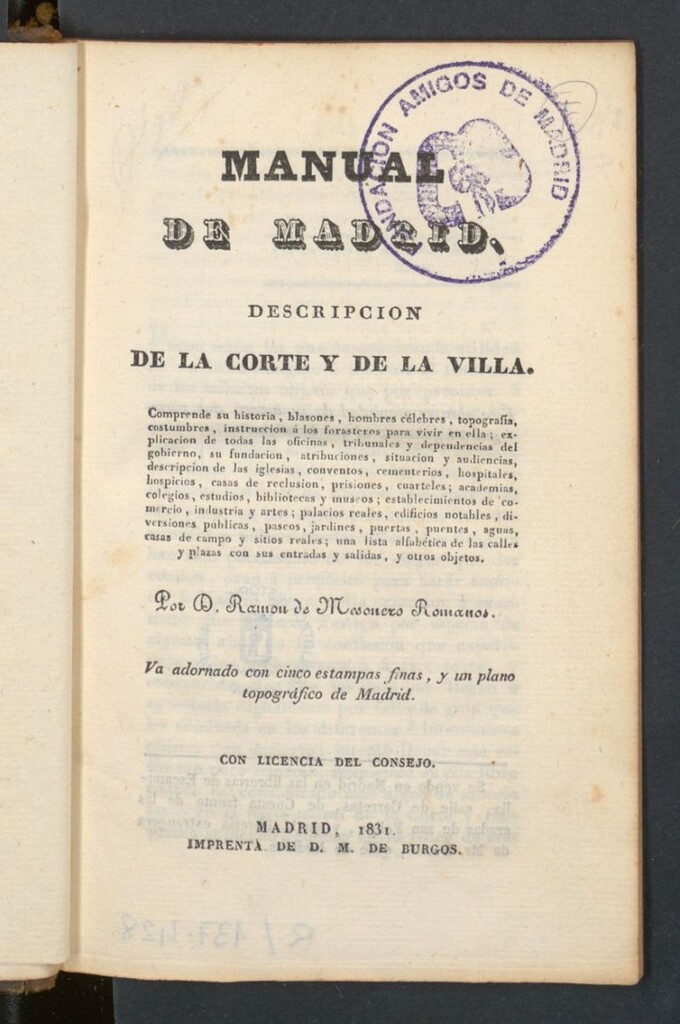 FUNDACIÓN AMIGOS DE MADRID
MANUAL
DE MADRID.
DESCRIPCION
DE LA CORTE Y DE LA VILLA.
Comprende su historia, blasones, hombres célebres, topografía,
costumbres, instruccion á los forasteros para vivir en ella; ex-
plicacion de todas las oficinas, tribunales y dependencias del
gobierno, su fundacion, atribuciones, situacion y audiencias,
descripcion de las iglesias, conventos, cementerios, hospitales,
hospicios, casas de reclusion, prisiones, cuarteles; academias,
colegios, estudios, bibliotecas y museos; establecimientos de co-
mercio, industria y artes; palacios reales, edificios notables, di-
versiones públicas, paseos, jardines, puertas, puentes, aguas,
casas de campo y sitios reales; una lista alfabética de las calles
y plazas con sus entradas y salidas, y otros objetos.
Por D. Ramon de Mesonero Romanos.
Va adornado con cinco estampas finas, y un plano
topográfico de Madrid.
CON LICENCIA DEL CONSEJO.
MADRID, 1831.
IMPRENTA DE D. M. DE BURGOS.
R/137.428